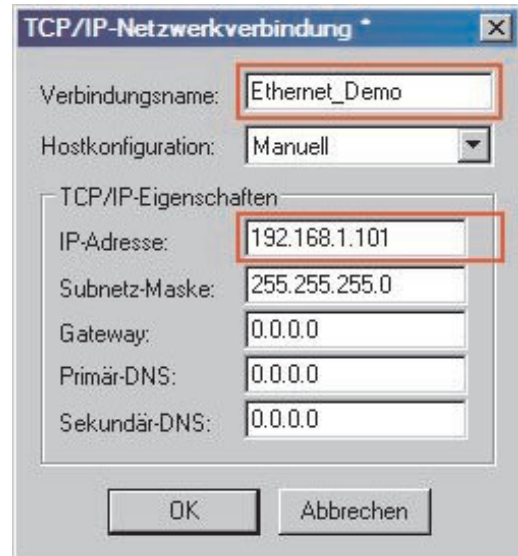 TCP/IP-Netzwerkverbindung *
Verbindungsname: Ethernet_Demo
Hostkonfiguration: Manuell
TCP/IP-Eigenschaften
IP-Adresse: 192.168.1.101
Subnetz-Maske: 255.255.255.0
Gateway: 0.0.0.0
Primär-DNS: 0.0.0.0
Sekundär-DNS: 0.0.0.0
OK Abbrechen